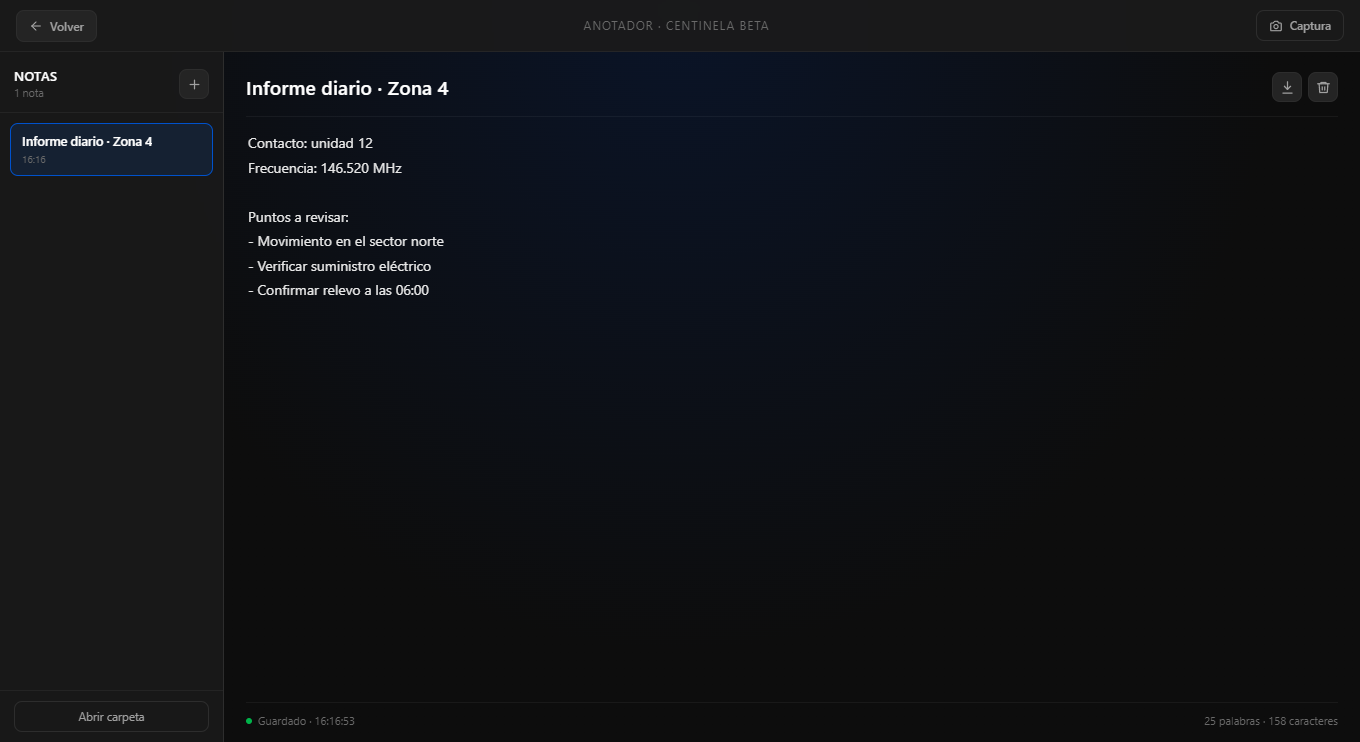 Volver
ANOTADOR · CENTINELA BETA
Captura
NOTAS
1 nota
Informe diario · Zona 4
16:16
Abrir carpeta
Informe diario · Zona 4
Contacto: unidad 12
Frecuencia: 146.520 MHz
Puntos a revisar:
- Movimiento en el sector norte
- Verificar suministro eléctrico
- Confirmar relevo a las 06:00
Guardado · 16:16:53
25 palabras · 158 caracteres